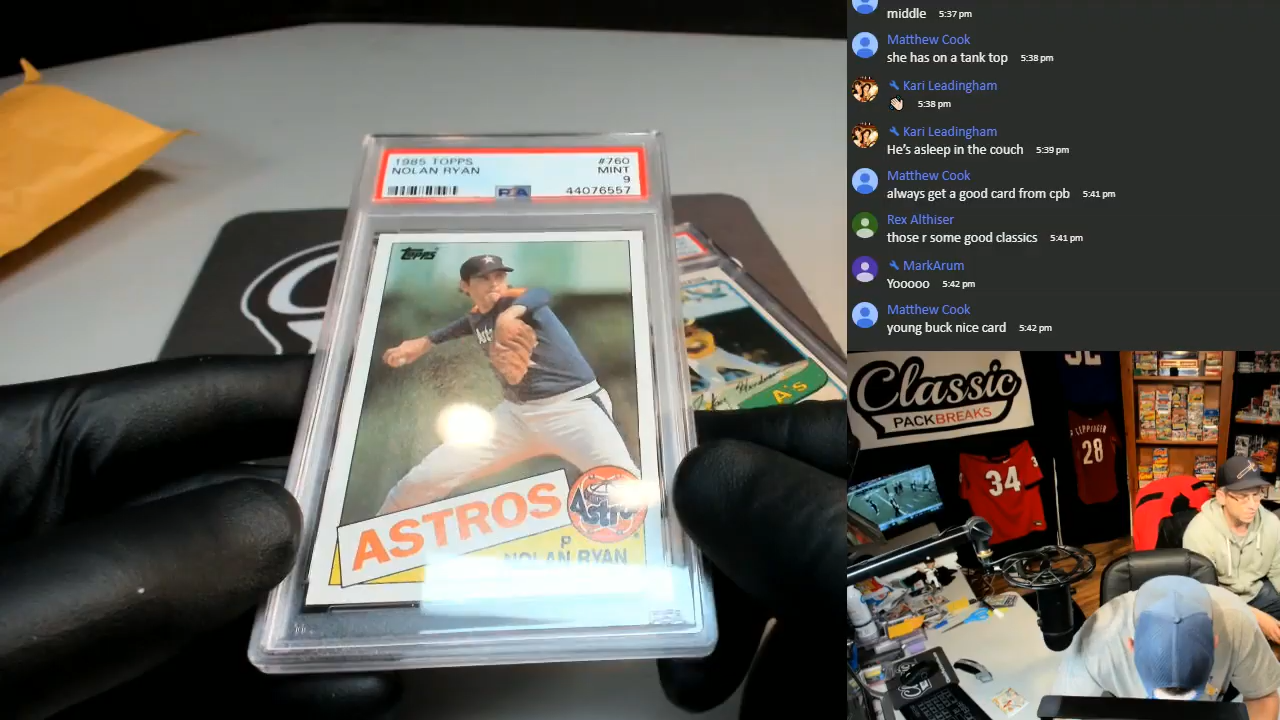 1985 TOPPS #760
NOLAN RYAN MINT
9
PSA 44076557
Topps
Astros
ASTROS
Astros
P
NOLAN RYAN
A's
middle 5:37 pm
Matthew Cook
she has on a tank top 5:38 pm
Kari Leadingham
5:38 pm
Kari Leadingham
He's asleep in the couch 5:39 pm
Matthew Cook
always get a good card from cpb 5:41 pm
Rex Althiser
those r some good classics 5:41 pm
MarkArum
Yooooo 5:42 pm
Matthew Cook
young buck nice card 5:42 pm
Classic
PACKBREAKS
34
LEPPINGER
28